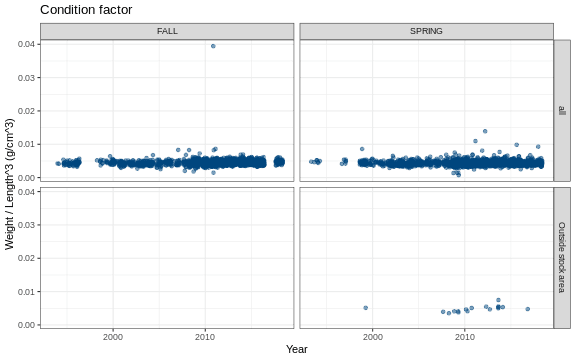 Condition factor
FALL
SPRING
0.04
0.03
0.02
0.01
0.00
all
0.04
0.03
0.02
0.01
0.00
Outside stock area
Weight / Length^3 (g/cm^3)
2000
2010
2000
2010
Year